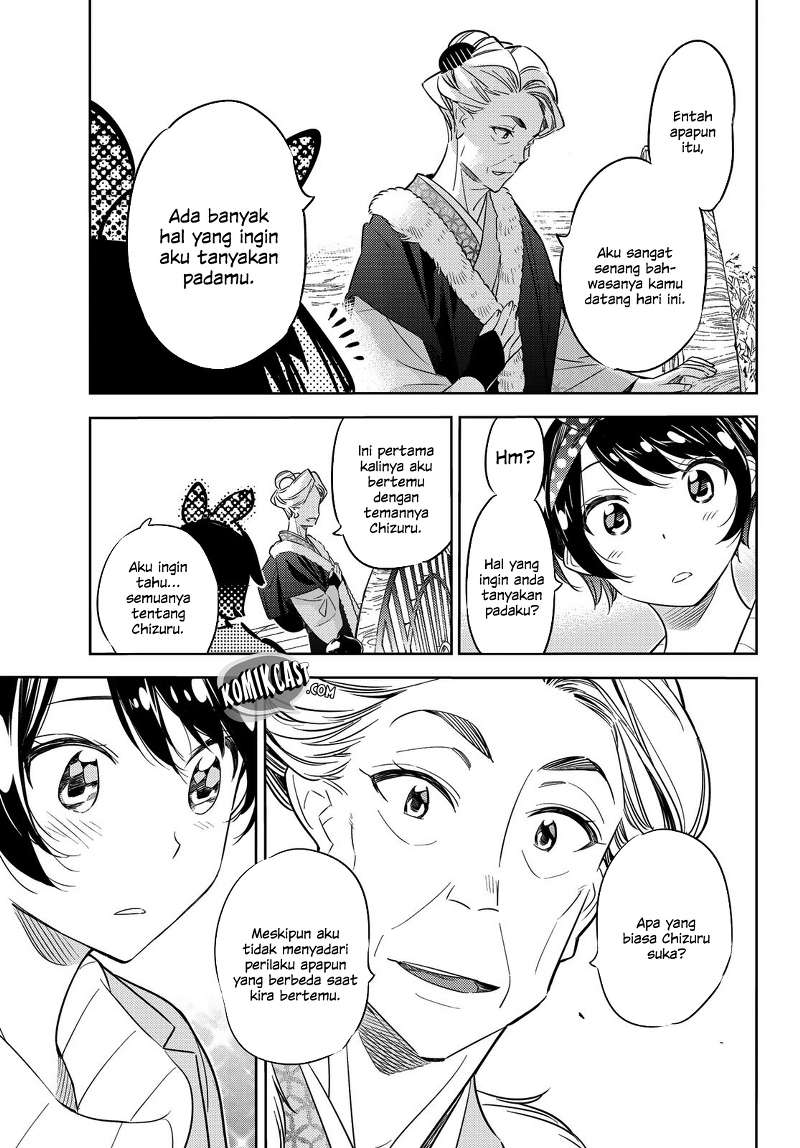 Entah
apapun
itu,
Aku sangat
senang bah-
wasanya kamu
datang hari ini.
Ada banyak
hal yang ingin
aku tanyakan
padamu.
Hm?
Hal yang
ingin anda
tanyakan
padaku?
Ini pertama
kalinya aku
bertemu
dengan
temannya
Chizuru.
Aku ingin
tahu...
semuanya
tentang
Chizuru.
KOMIKCAST.COM
Apa yang
biasa Chizuru
suka?
Meskipun aku
tidak menyadari
perilaku apapun
yang berbeda saat
kira bertemu.